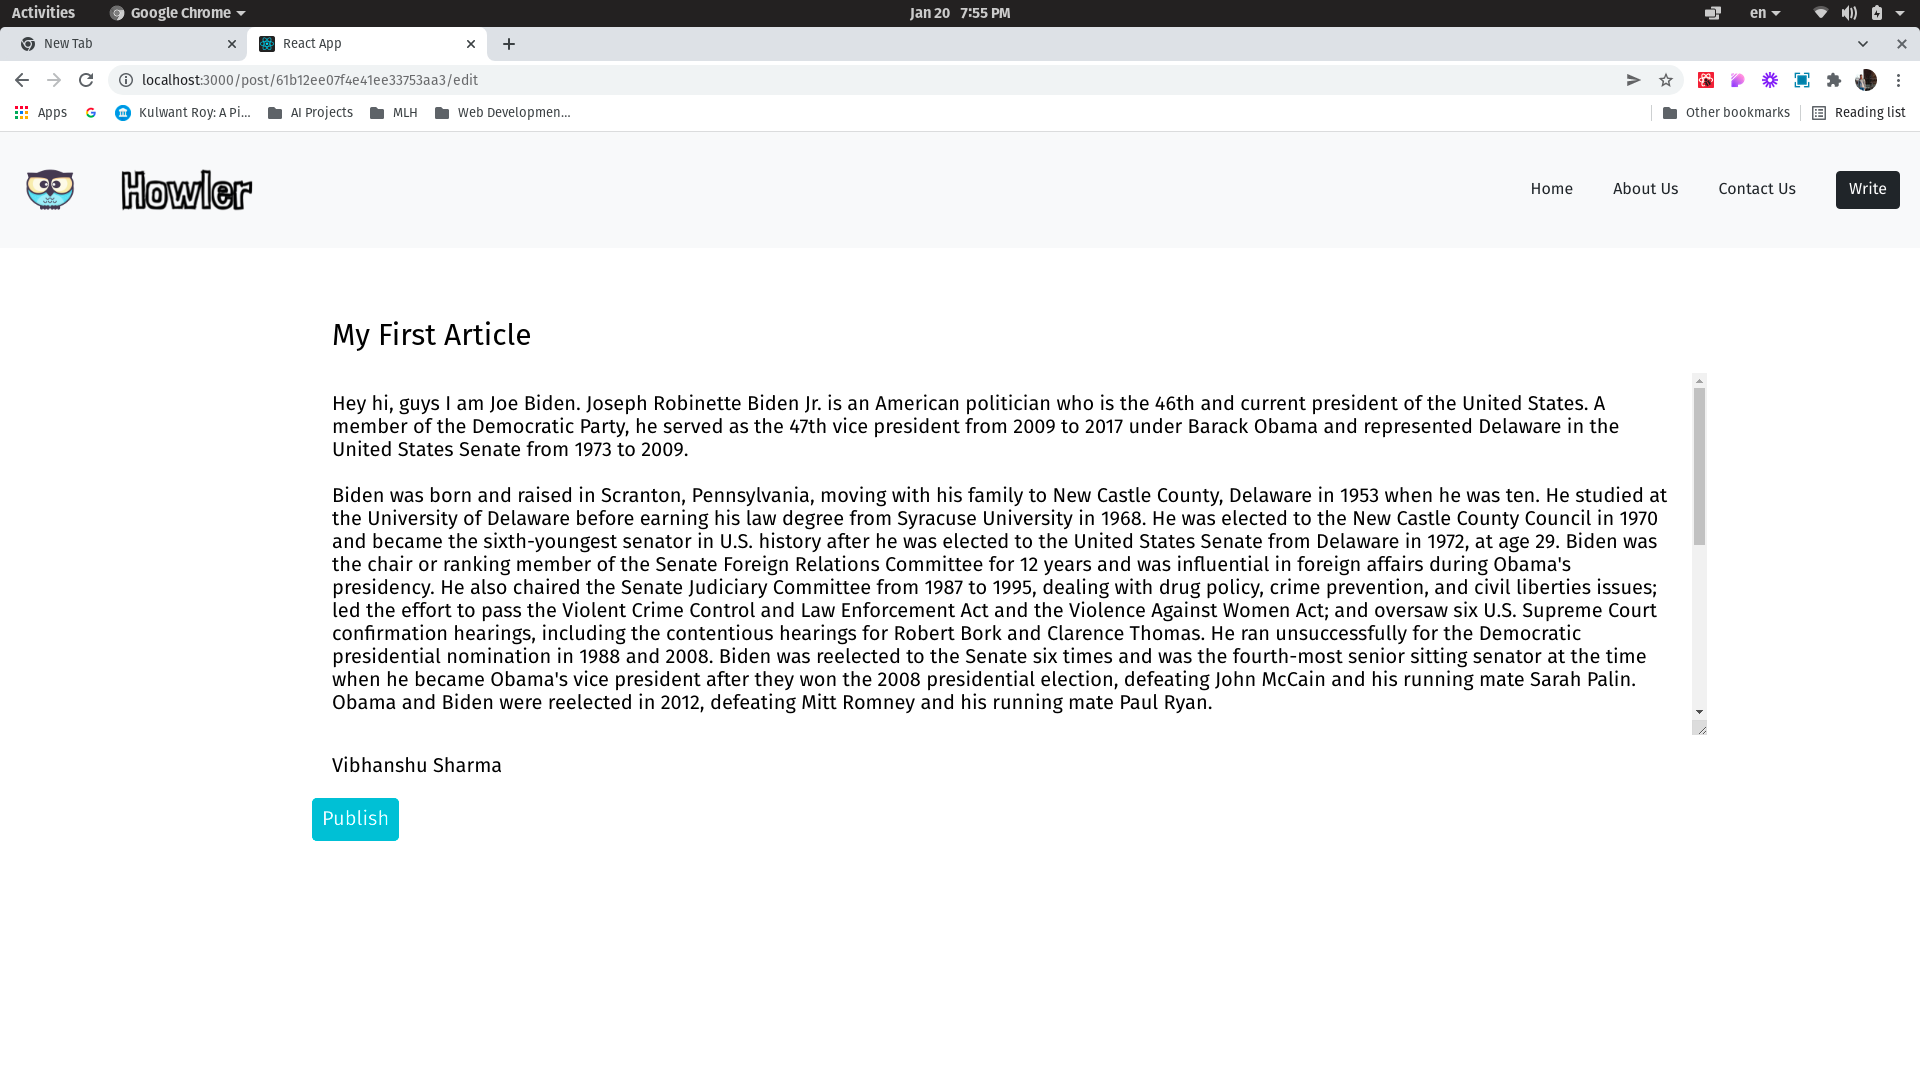 Activities Google Chrome Jan 20 7:55 PM en
New Tab React App
localhost:3000/post/61b12ee07f4e41ee33753aa3/edit
Apps Kulwant Roy: A Pi... AI Projects MLH Web Developmen... Other bookmarks Reading list
Howler Home About Us Contact Us Write
My First Article
Hey hi, guys I am Joe Biden. Joseph Robinette Biden Jr. is an American politician who is the 46th and current president of the United States. A
member of the Democratic Party, he served as the 47th vice president from 2009 to 2017 under Barack Obama and represented Delaware in the
United States Senate from 1973 to 2009.
Biden was born and raised in Scranton, Pennsylvania, moving with his family to New Castle County, Delaware in 1953 when he was ten. He studied at
the University of Delaware before earning his law degree from Syracuse University in 1968. He was elected to the New Castle County Council in 1970
and became the sixth-youngest senator in U.S. history after he was elected to the United States Senate from Delaware in 1972, at age 29. Biden was
the chair or ranking member of the Senate Foreign Relations Committee for 12 years and was influential in foreign affairs during Obama's
presidency. He also chaired the Senate Judiciary Committee from 1987 to 1995, dealing with drug policy, crime prevention, and civil liberties issues;
led the effort to pass the Violent Crime Control and Law Enforcement Act and the Violence Against Women Act; and oversaw six U.S. Supreme Court
confirmation hearings, including the contentious hearings for Robert Bork and Clarence Thomas. He ran unsuccessfully for the Democratic
presidential nomination in 1988 and 2008. Biden was reelected to the Senate six times and was the fourth-most senior sitting senator at the time
when he became Obama's vice president after they won the 2008 presidential election, defeating John McCain and his running mate Sarah Palin.
Obama and Biden were reelected in 2012, defeating Mitt Romney and his running mate Paul Ryan.
Vibhanshu Sharma
Publish